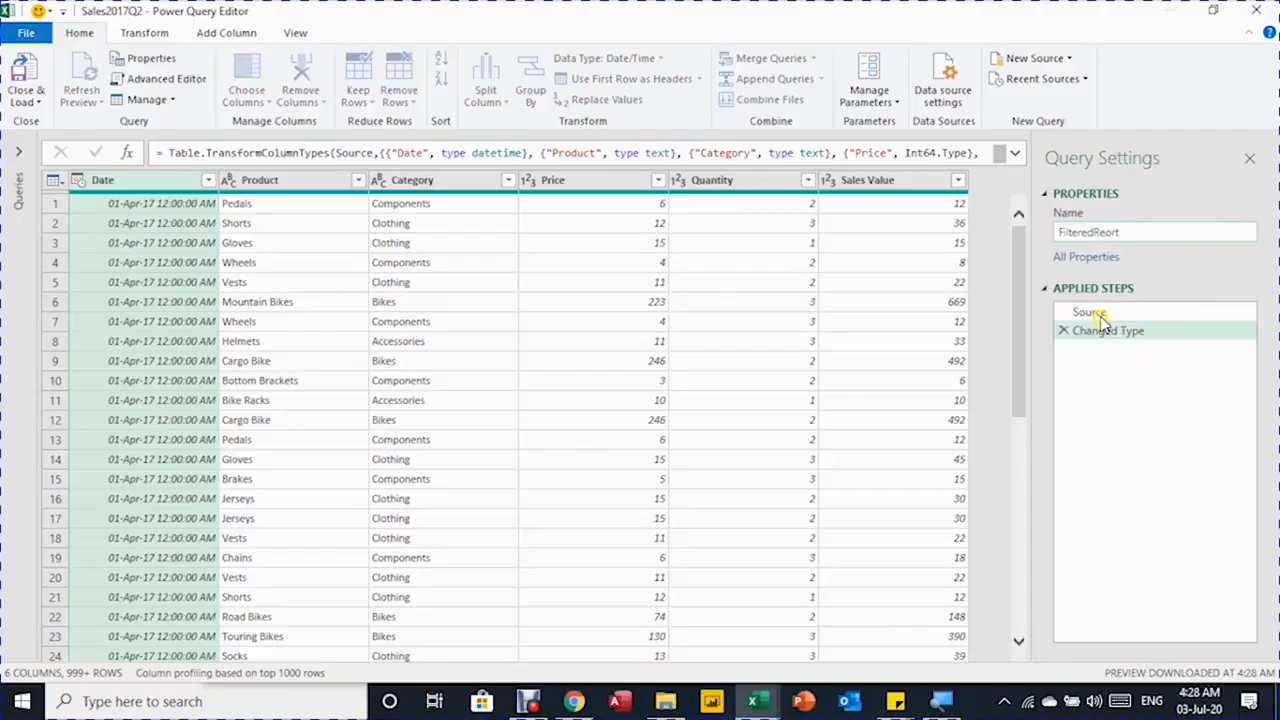 Sales2017Q2 - Power Query Editor
File Home Transform Add Column View
Close & Load
Refresh Preview
Properties
Advanced Editor
Manage
Choose Columns
Remove Columns
Keep Rows
Remove Rows
Split Column
Group By
Data Type: Date/Time
Use First Row as Headers
Replace Values
Merge Queries
Append Queries
Combine Files
Manage Parameters
Data source settings
New Source
Recent Sources
Close Query Manage Columns Reduce Rows Sort Transform Combine Parameters Data Sources New Query
Queries
fx = Table.TransformColumnTypes(Source,{{"Date", type datetime}, {"Product", type text}, {"Category", type text}, {"Price", Int64.Type},
Date ABC Product ABC Category 123 Price 123 Quantity 123 Sales Value
1 01-Apr-17 12:00:00 AM Pedals Components 6 2 12
2 01-Apr-17 12:00:00 AM Shorts Clothing 12 3 36
3 01-Apr-17 12:00:00 AM Gloves Clothing 15 1 15
4 01-Apr-17 12:00:00 AM Wheels Components 4 2 8
5 01-Apr-17 12:00:00 AM Vests Clothing 11 2 22
6 01-Apr-17 12:00:00 AM Mountain Bikes Bikes 223 3 669
7 01-Apr-17 12:00:00 AM Wheels Components 4 3 12
8 01-Apr-17 12:00:00 AM Helmets Accessories 11 3 33
9 01-Apr-17 12:00:00 AM Cargo Bike Bikes 246 2 492
10 01-Apr-17 12:00:00 AM Bottom Brackets Components 3 2 6
11 01-Apr-17 12:00:00 AM Bike Racks Accessories 10 1 10
12 01-Apr-17 12:00:00 AM Cargo Bike Bikes 246 2 492
13 01-Apr-17 12:00:00 AM Pedals Components 6 2 12
14 01-Apr-17 12:00:00 AM Gloves Clothing 15 3 45
15 01-Apr-17 12:00:00 AM Brakes Components 5 3 15
16 01-Apr-17 12:00:00 AM Jerseys Clothing 15 2 30
17 01-Apr-17 12:00:00 AM Jerseys Clothing 15 2 30
18 01-Apr-17 12:00:00 AM Vests Clothing 11 2 22
19 01-Apr-17 12:00:00 AM Chains Components 6 3 18
20 01-Apr-17 12:00:00 AM Vests Clothing 11 2 22
21 01-Apr-17 12:00:00 AM Shorts Clothing 12 1 12
22 01-Apr-17 12:00:00 AM Road Bikes Bikes 74 2 148
23 01-Apr-17 12:00:00 AM Touring Bikes Bikes 130 3 390
24 01-Apr-17 12:00:00 AM Socks Clothing 13 3 39
Query Settings
PROPERTIES
Name
FilteredReort
All Properties
APPLIED STEPS
Source
Changed Type
6 COLUMNS, 999+ ROWS Column profiling based on top 1000 rows PREVIEW DOWNLOADED AT 4:28 AM
Type here to search
ENG
4:28 AM
03-Jul-20